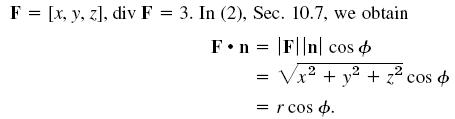 F = [x, y, z], div F = 3. In (2), Sec. 10.7, we obtain
F • n = |F||n| cos ϕ
= √x² + y² + z² cos ϕ
= r cos ϕ.